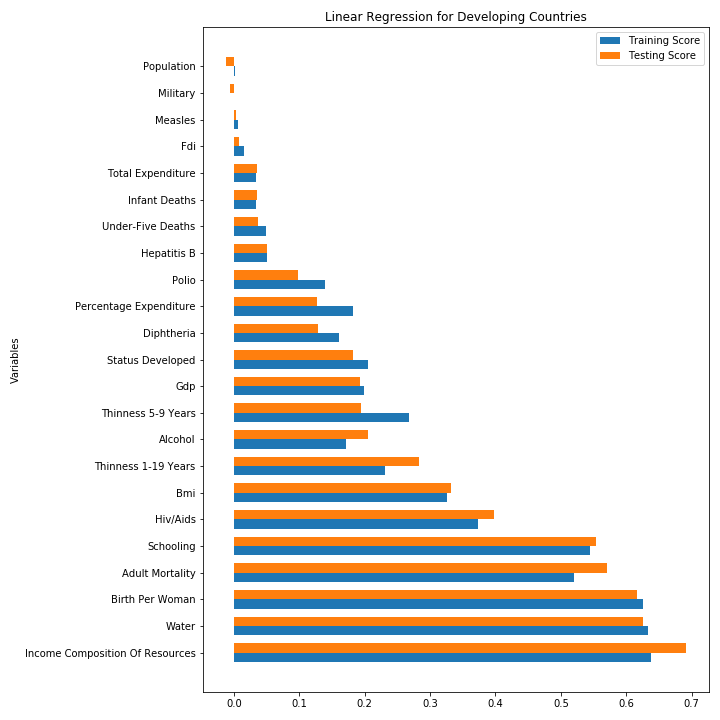 Linear Regression for Developing Countries
Training Score
Testing Score
Population
Military
Measles
Fdi
Total Expenditure
Infant Deaths
Under-Five Deaths
Hepatitis B
Polio
Percentage Expenditure
Diphtheria
Status Developed
Gdp
Thinness 5-9 Years
Alcohol
Thinness 1-19 Years
Bmi
Hiv/Aids
Schooling
Adult Mortality
Birth Per Woman
Water
Income Composition Of Resources
Variables
0.0 0.1 0.2 0.3 0.4 0.5 0.6 0.7